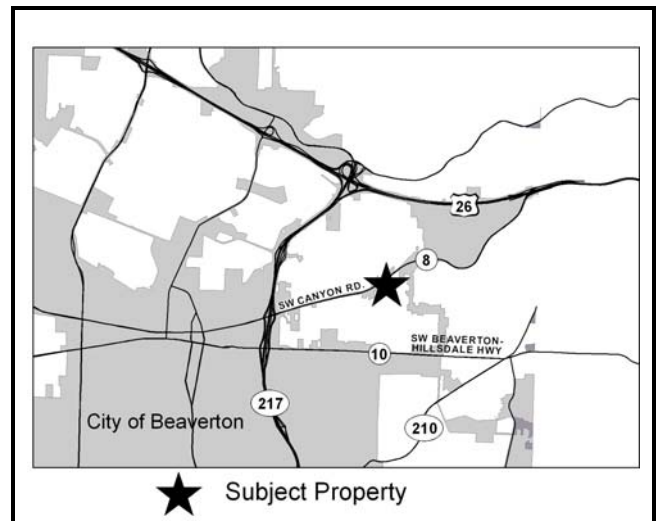 26
8
SW CANYON RD.
SW BEAVERTON-
HILLSDALE HWY
10
217
210
City of Beaverton
Subject Property